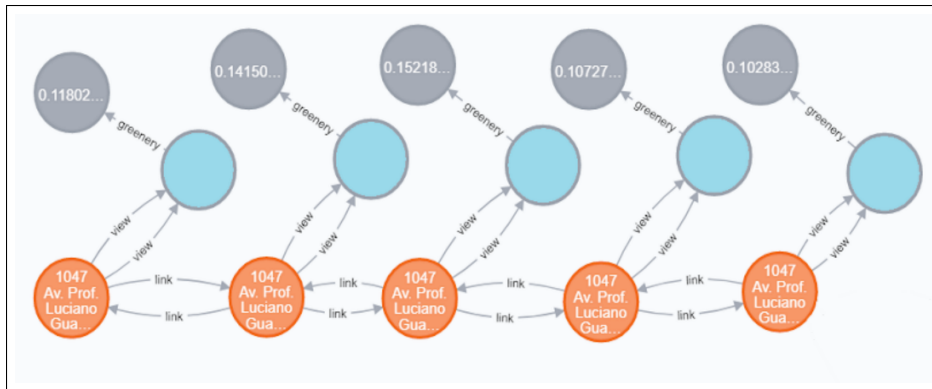 0.11802...
0.14150...
0.15218...
0.10727...
0.10283...
greenery
greenery
greenery
greenery
greenery
view
view
view
view
view
view
view
view
view
view
1047
Av. Prof.
Luciano
Gua...
link
link
1047
Av. Prof.
Luciano
Gua...
link
link
1047
Av. Prof.
Luciano
Gua...
link
link
1047
Av. Prof.
Luciano
Gua...
link
link
1047
Av. Prof.
Luciano
Gua...